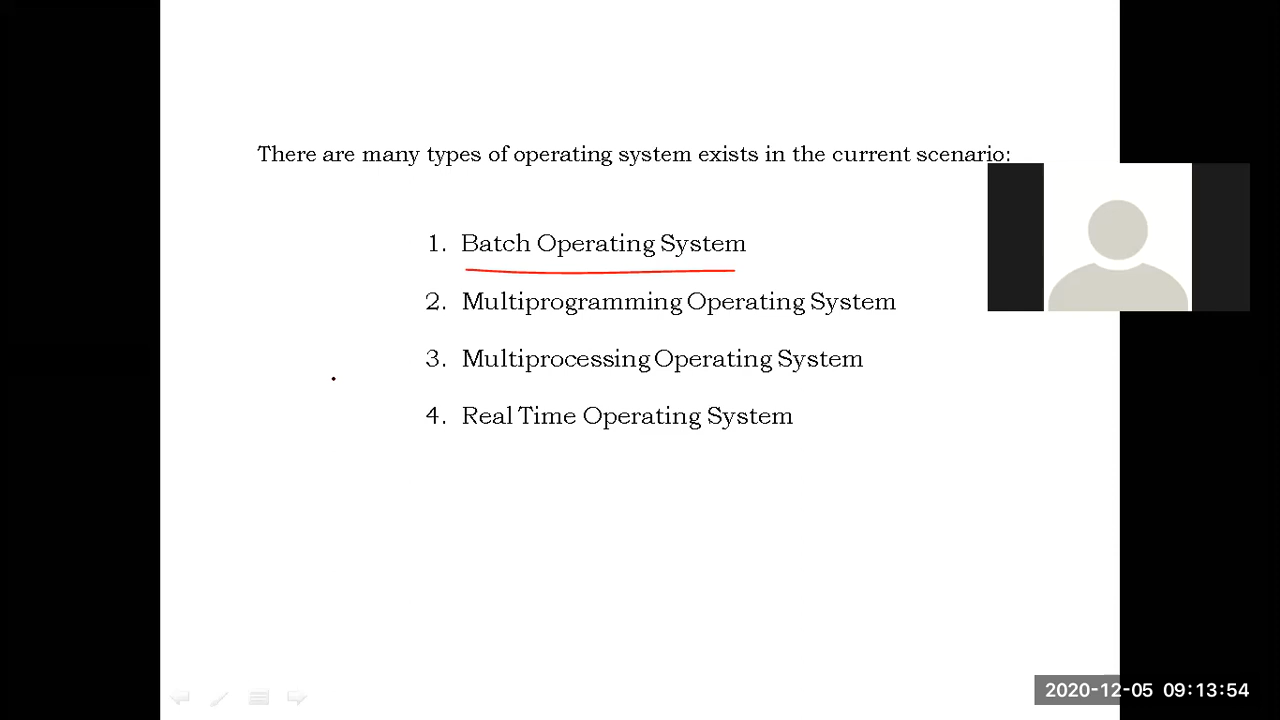 There are many types of operating system exists in the current scenario:
1. Batch Operating System
2. Multiprogramming Operating System
3. Multiprocessing Operating System
4. Real Time Operating System
2020-12-05 09:13:54